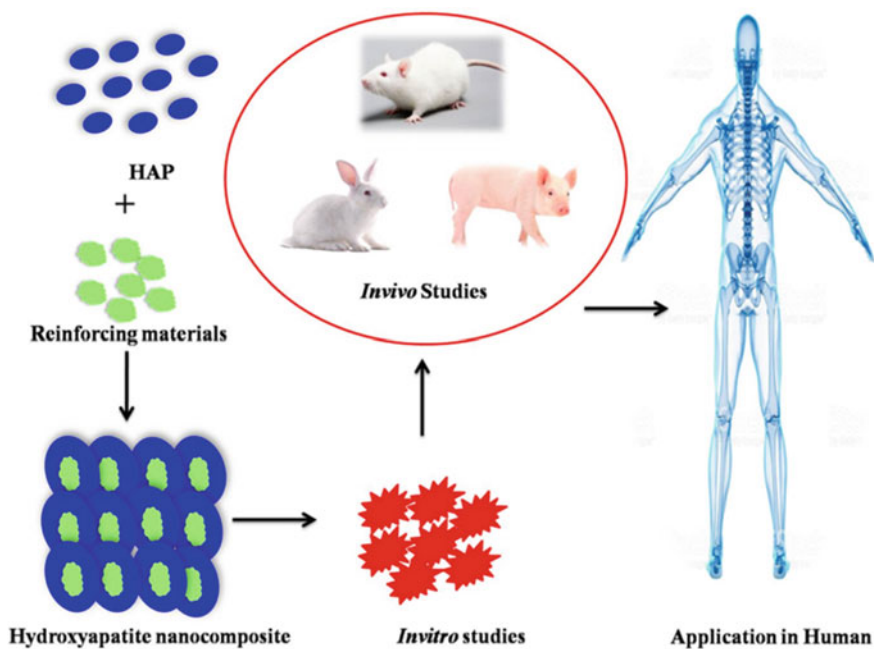 HAP
+
Reinforcing materials
Hydroxyapatite nanocomposite
Invitro studies
Invivo Studies
Application in Human